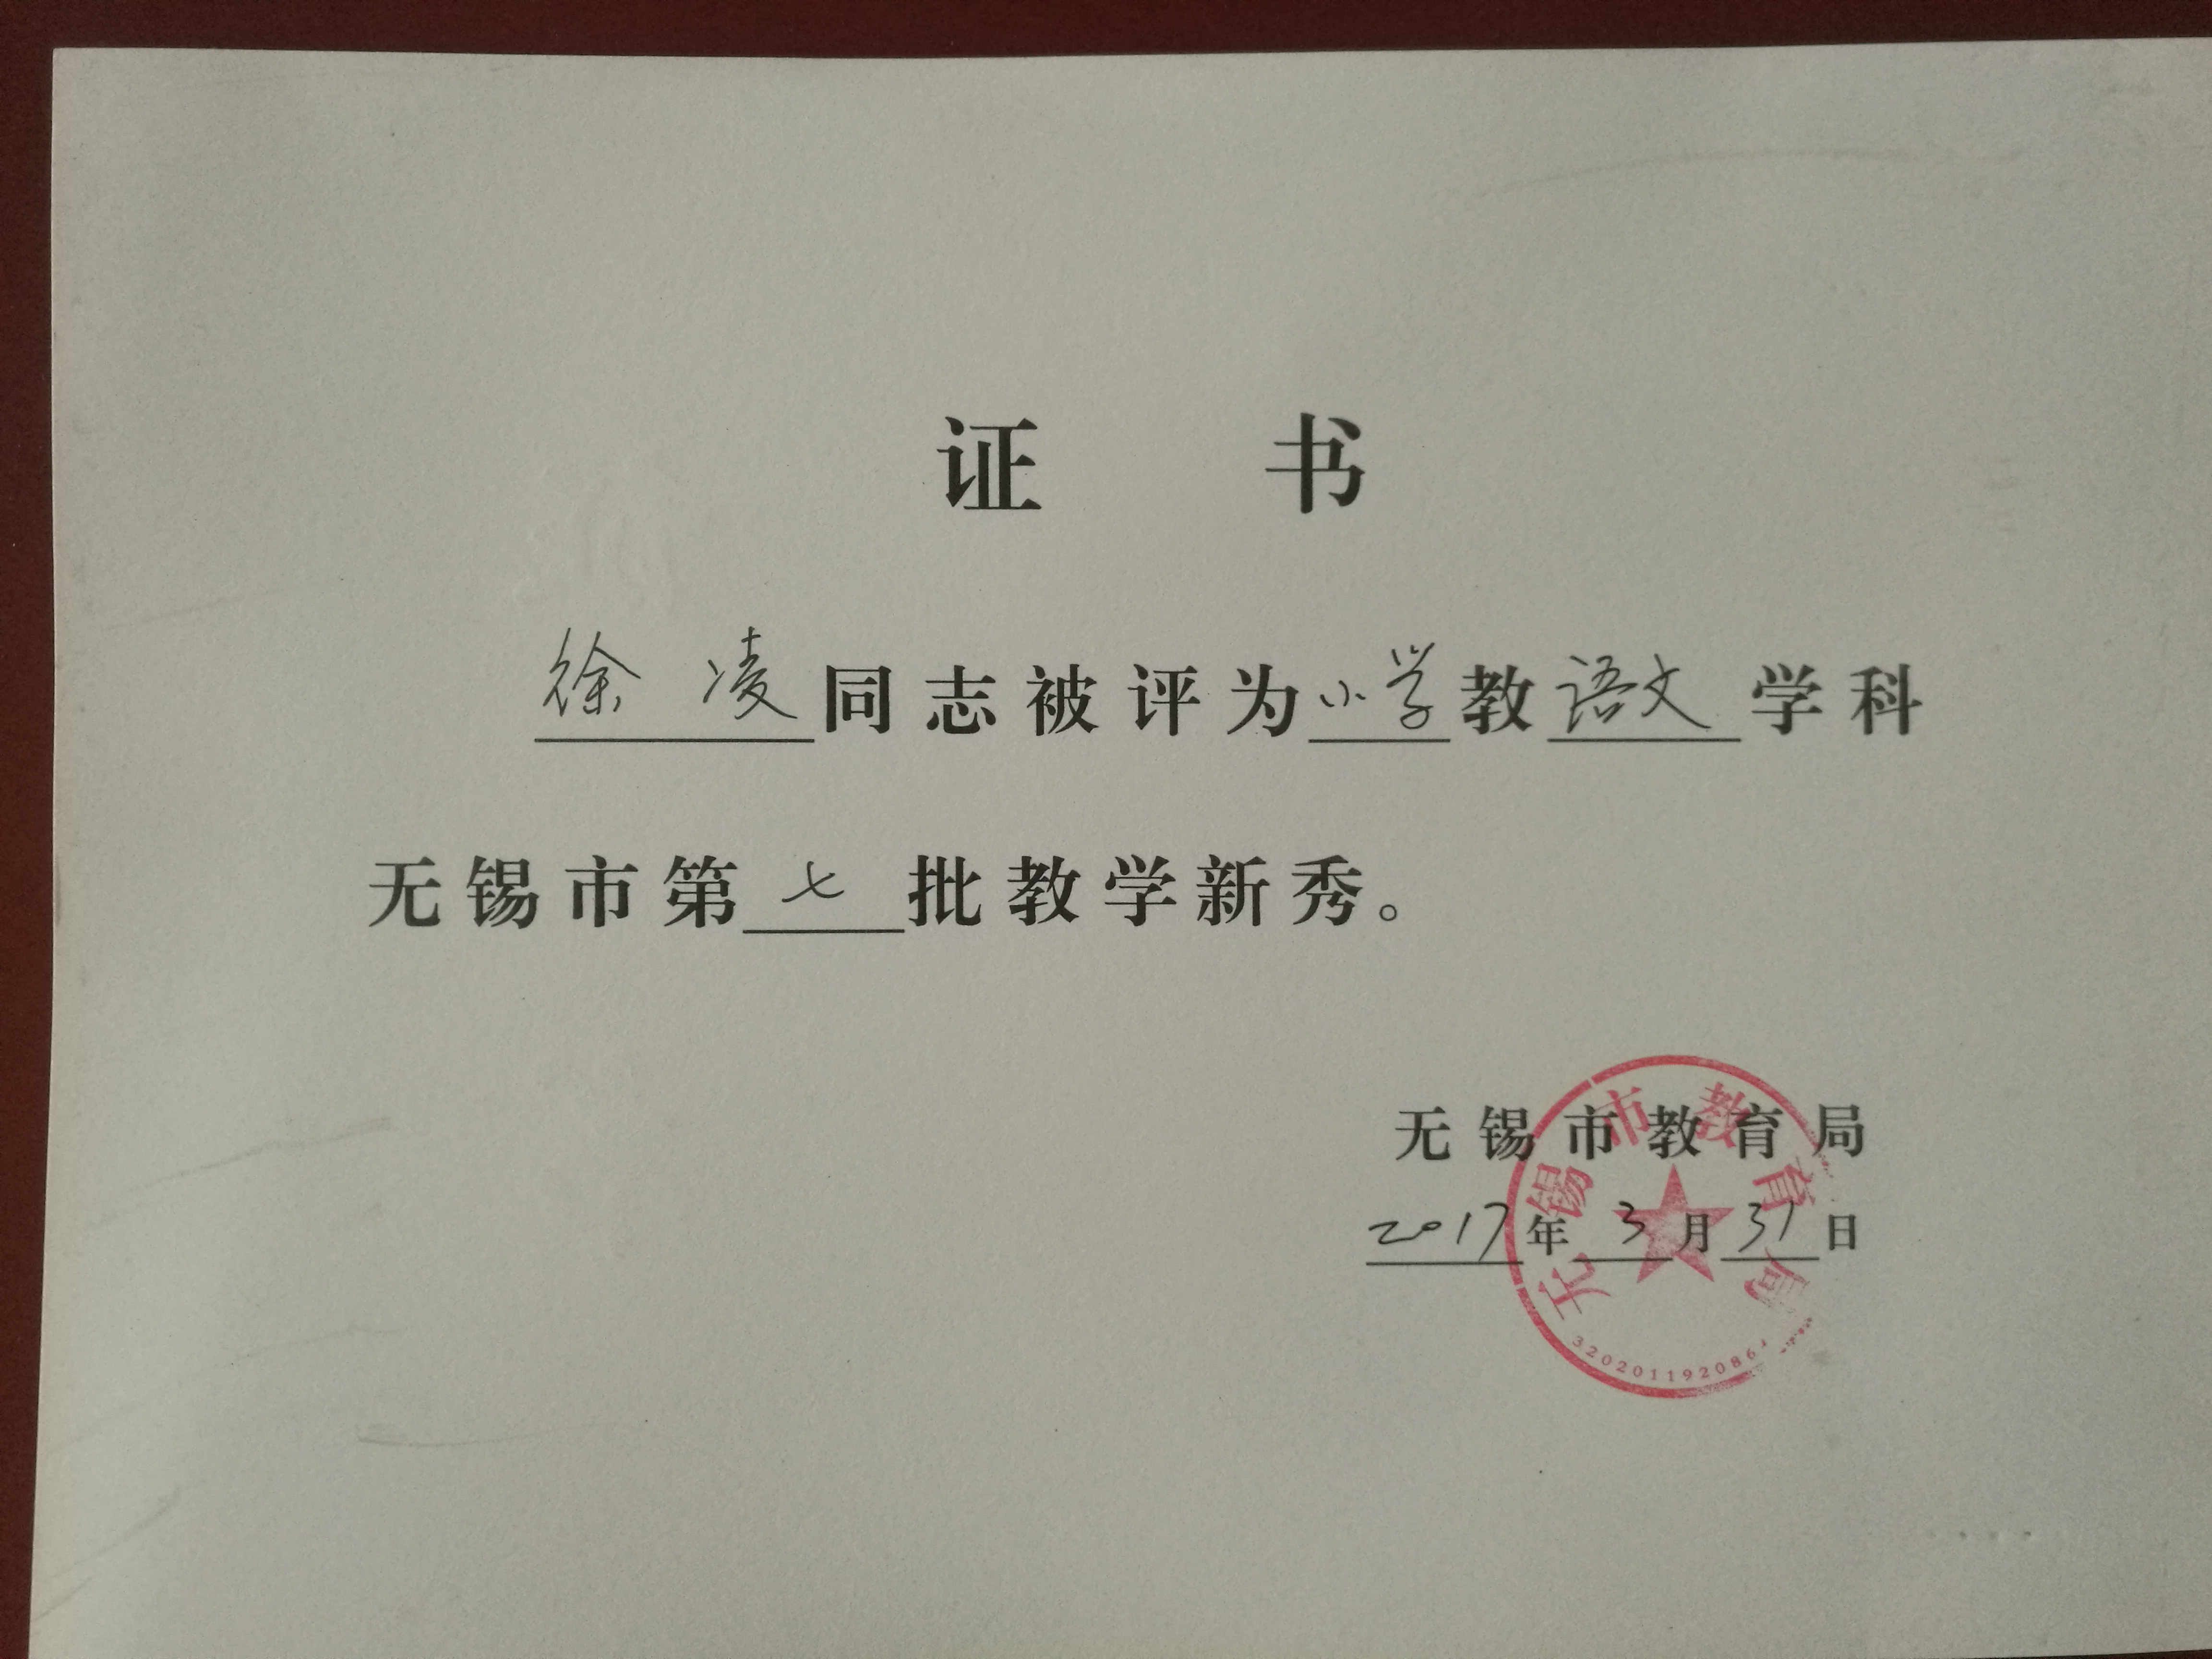 证 书
徐凌同志被评为小学教语文学科
无锡市第七批教学新秀。
无锡市教育局
2017年3月31日
无锡市教育局
320201192086